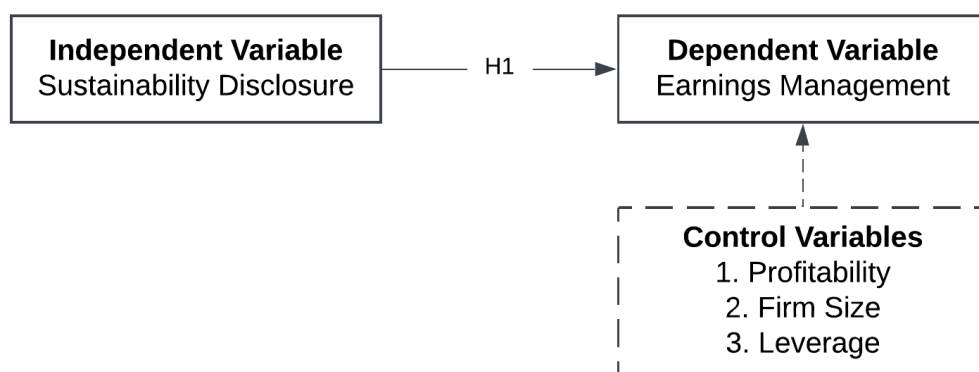 Independent Variable
Sustainability Disclosure
H1
Dependent Variable
Earnings Management
Control Variables
1. Profitability
2. Firm Size
3. Leverage